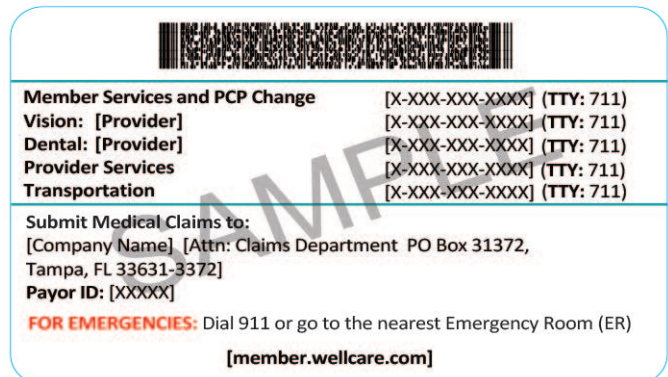 Member Services and PCP Change [X-XXX-XXX-XXXX] (TTY: 711)
Vision: [Provider] [X-XXX-XXX-XXXX] (TTY: 711)
Dental: [Provider] [X-XXX-XXX-XXXX] (TTY: 711)
Provider Services [X-XXX-XXX-XXXX] (TTY: 711)
Transportation [X-XXX-XXX-XXXX] (TTY: 711)
SAMPLE
Submit Medical Claims to:
[Company Name] [Attn: Claims Department PO Box 31372,
Tampa, FL 33631-3372]
Payor ID: [XXXXX]
FOR EMERGENCIES: Dial 911 or go to the nearest Emergency Room (ER)
[member.wellcare.com]